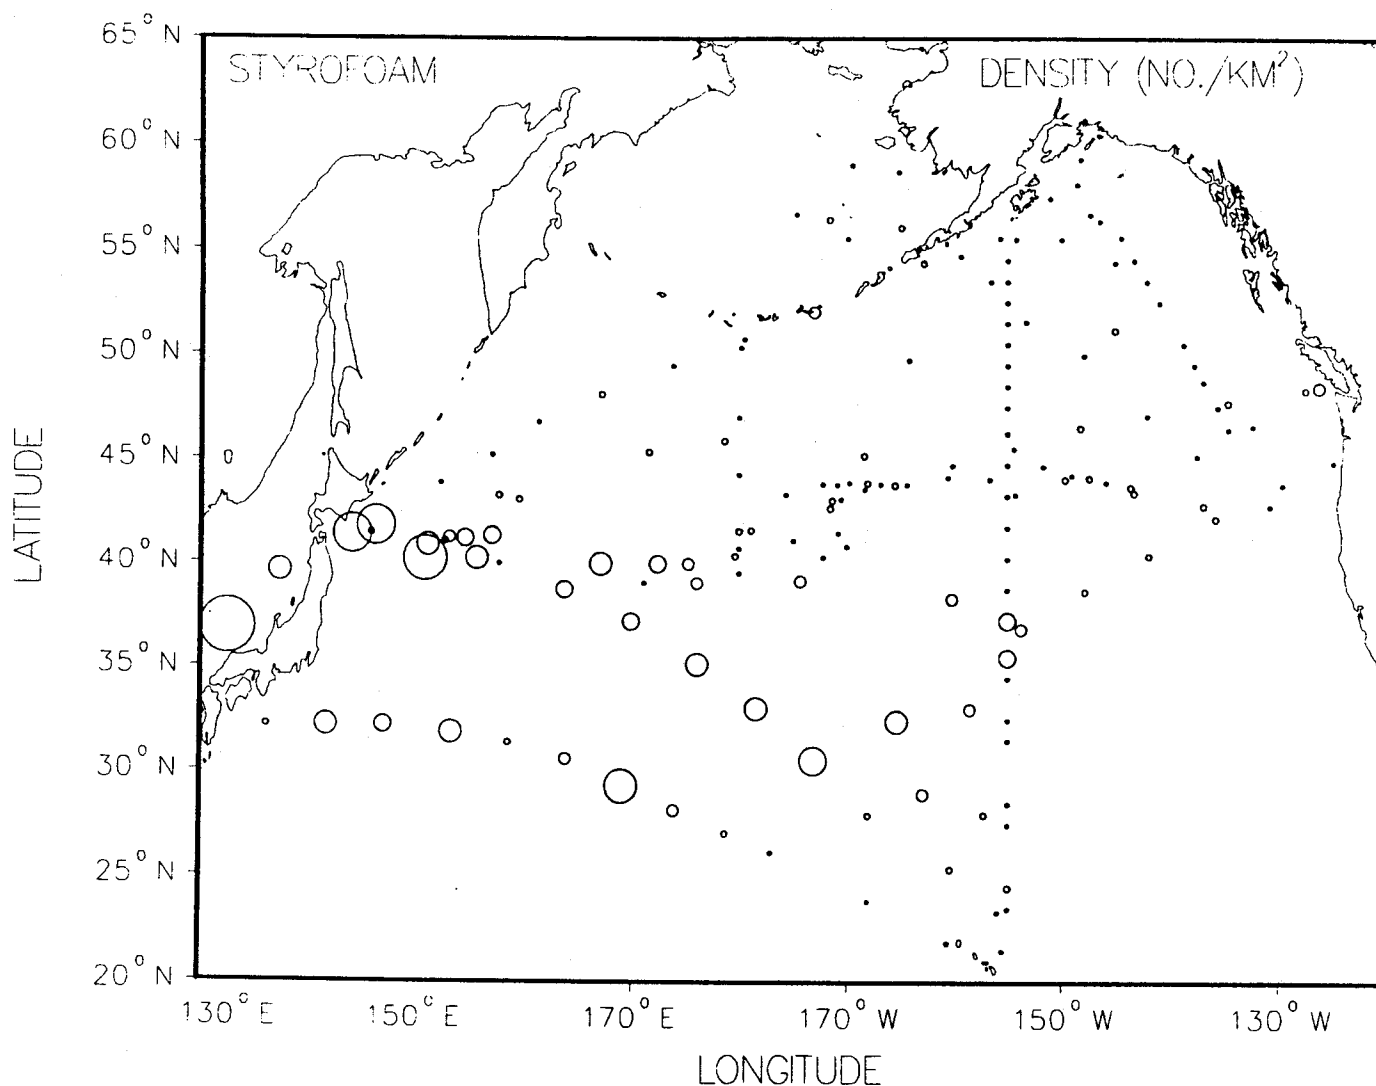 STYROFOAM
DENSITY (NO./KM²)
65° N
60° N
55° N
50° N
45° N
40° N
35° N
30° N
25° N
20° N
LATITUDE
130° E
150° E
170° E
170° W
150° W
130° W
LONGITUDE